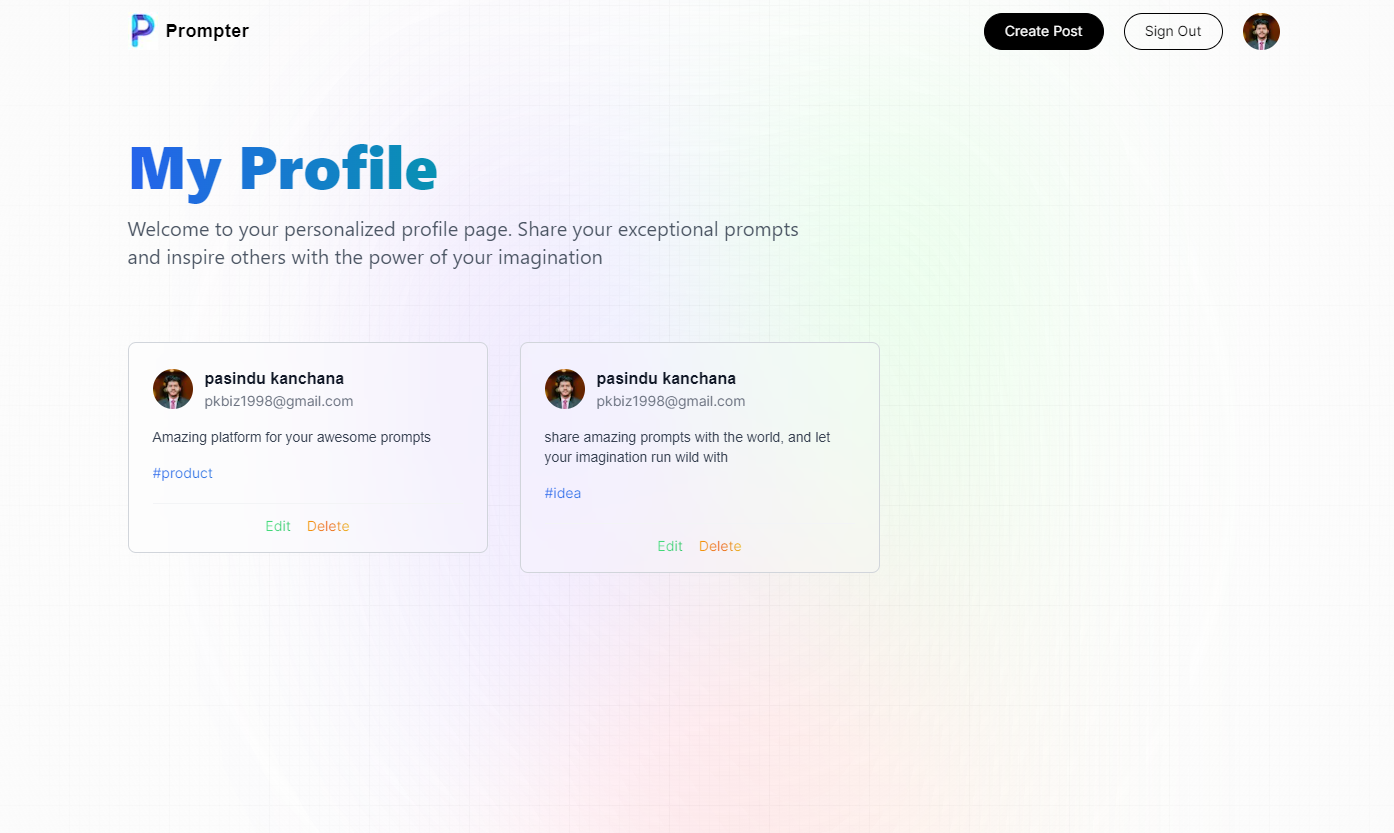 Prompter
Create Post
Sign Out
My Profile
Welcome to your personalized profile page. Share your exceptional prompts
and inspire others with the power of your imagination
pasindu kanchana
pkbiz1998@gmail.com
Amazing platform for your awesome prompts
#product
Edit Delete
pasindu kanchana
pkbiz1998@gmail.com
share amazing prompts with the world, and let
your imagination run wild with
#idea
Edit Delete